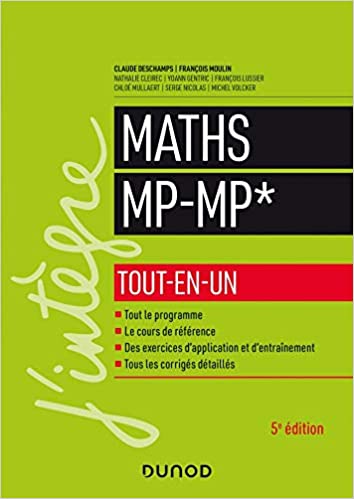 CLAUDE DESCHAMPS | FRANÇOIS MOULIN
NATHALIE CLEIREC | YOANN GENTRIC | FRANÇOIS LUSSIER
CHLOÉ MULLAERT | SERGE NICOLAS | MICHEL VOLCKER
MATHS
MP-MP*
j'intègre
TOUT-EN-UN
Tout le programme
Le cours de référence
Des exercices d'application et d'entraînement
Tous les corrigés détaillés
5e édition
DUNOD